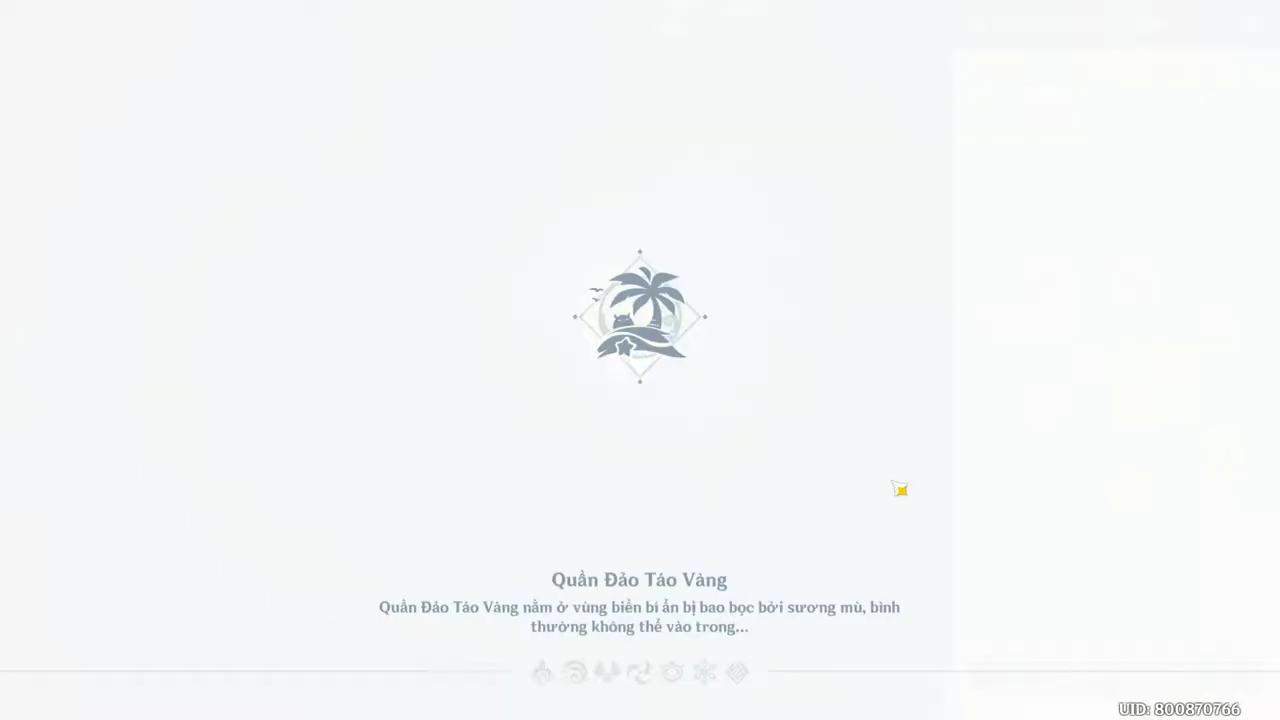 Quần Đảo Táo Vàng
Quần Đảo Táo Vàng nằm ở vùng biển bí ẩn bị bao bọc bởi sương mù, bình
thường không thể vào trong...
UID: 800870766